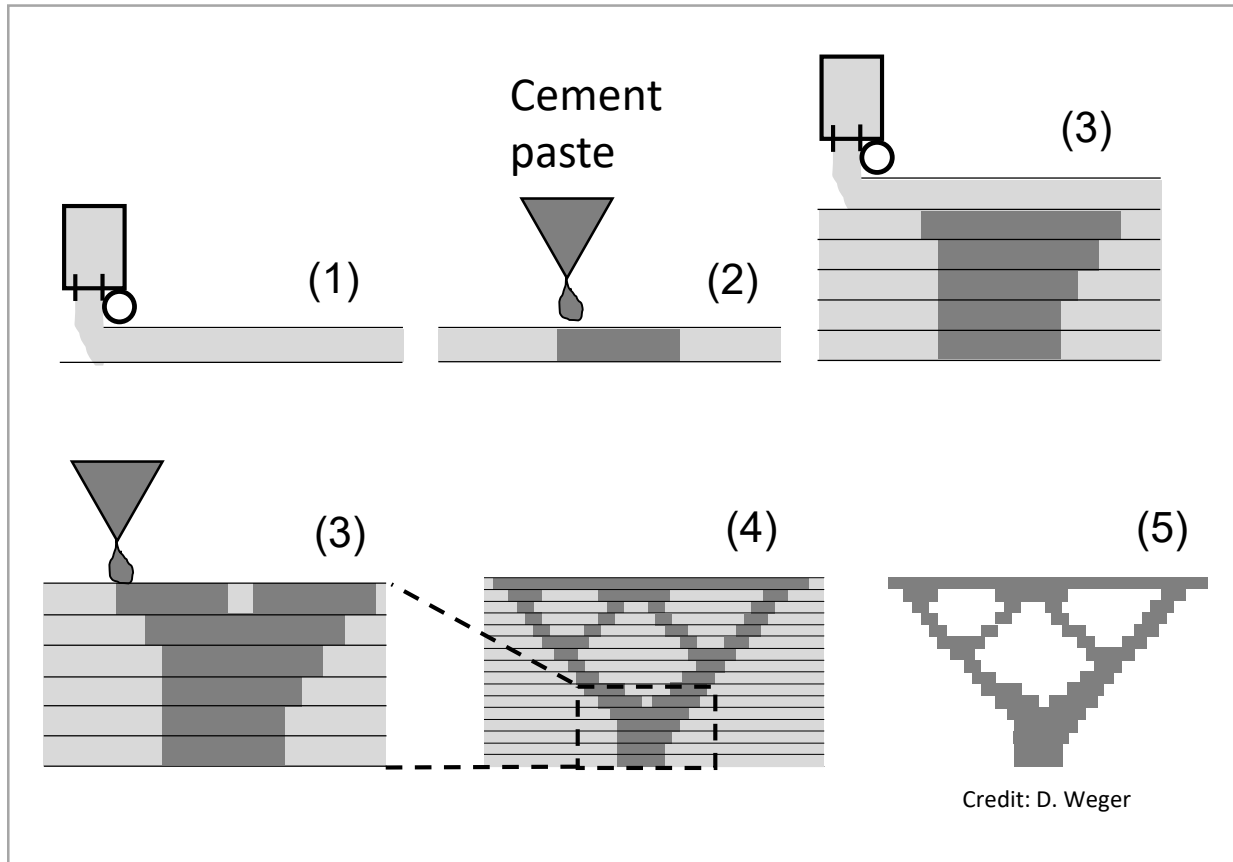 Cement
paste
(1)
(2)
(3)
(3)
(4)
(5)
Credit: D. Weger